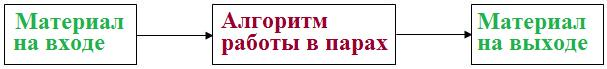 Материал
на входе
Алгоритм
работы в парах
Материал
на выходе